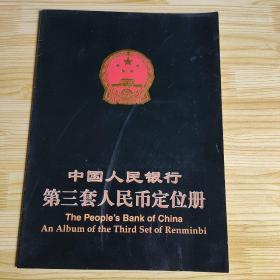 中国人民银行
第三套人民币定位册
The People's Bank of China
An Album of the Third Set of Renminbi